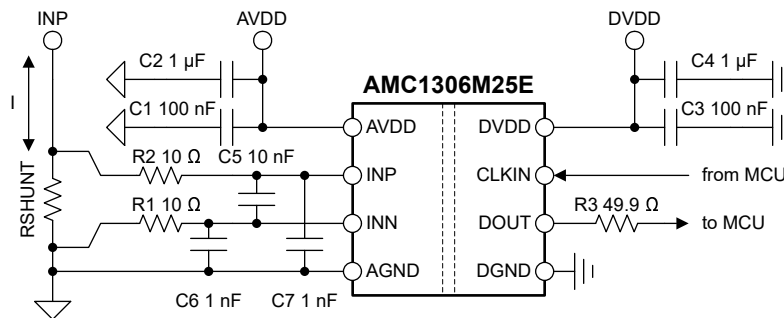 INP
AVDD
DVDD
C2 1 µF
C4 1 µF
AMC1306M25E
I
C1 100 nF
C3 100 nF
AVDD
DVDD
R2 10 Ω
C5 10 nF
INP
CLKIN
from MCU
RSHUNT
R1 10 Ω
INN
DOUT
R3 49.9 Ω
to MCU
AGND
DGND
C6 1 nF
C7 1 nF